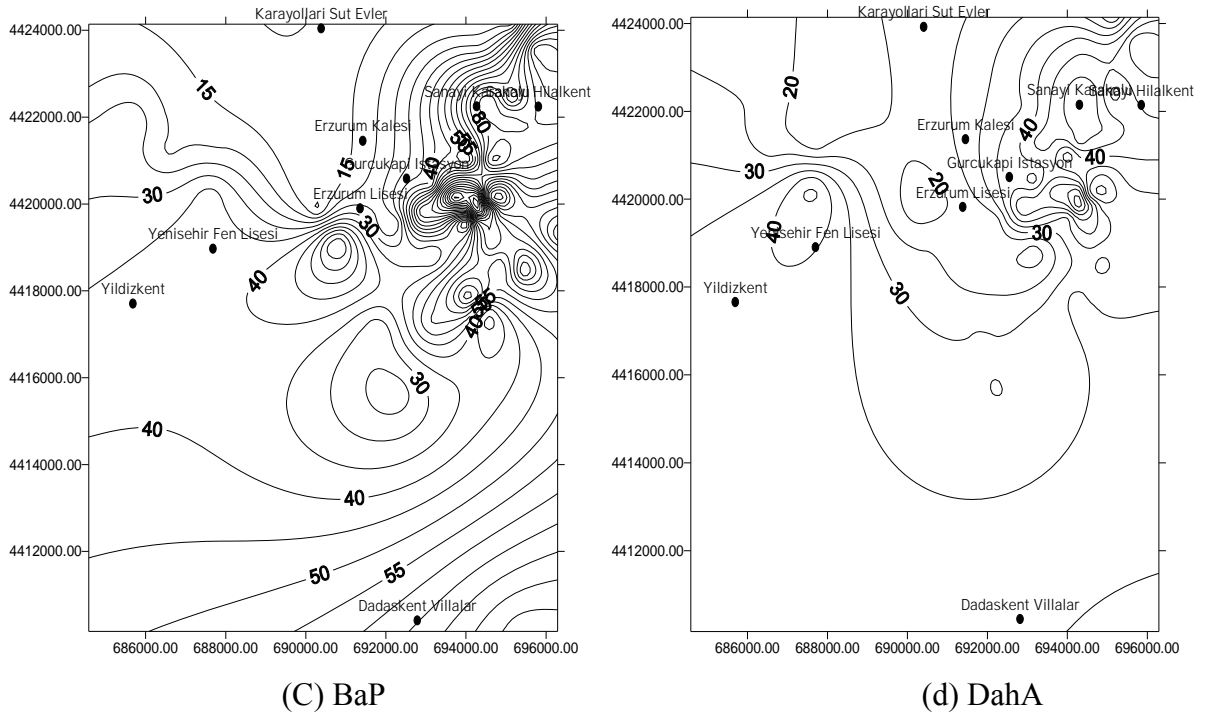 Karayollari Sut Evler
4424000.00
15
Sanayi
Hilalkent
80
4422000.00
Erzurum Kalesi
55
15
40
Gurcukapi Istasyon
30
Erzurum Lisesi
4420000.00
30
Yenisehir Fen Lisesi
40
4418000.00
Yildizkent
55
40
30
4416000.00
40
4414000.00
40
4412000.00
50
55
Dadaskent Villalar
686000.00 688000.00 690000.00 692000.00 694000.00 696000.00
(C) BaP
Karayollari Sut Evler
4424000.00
20
Sanayi
Hilalkent
4422000.00
Erzurum Kalesi
40
40
30
Gurcukapi Istasyon
20
Erzurum Lisesi
4420000.00
40
30
Yenisehir Fen Lisesi
30
4418000.00
Yildizkent
4416000.00
4414000.00
4412000.00
Dadaskent Villalar
686000.00 688000.00 690000.00 692000.00 694000.00 696000.00
(d) DahA